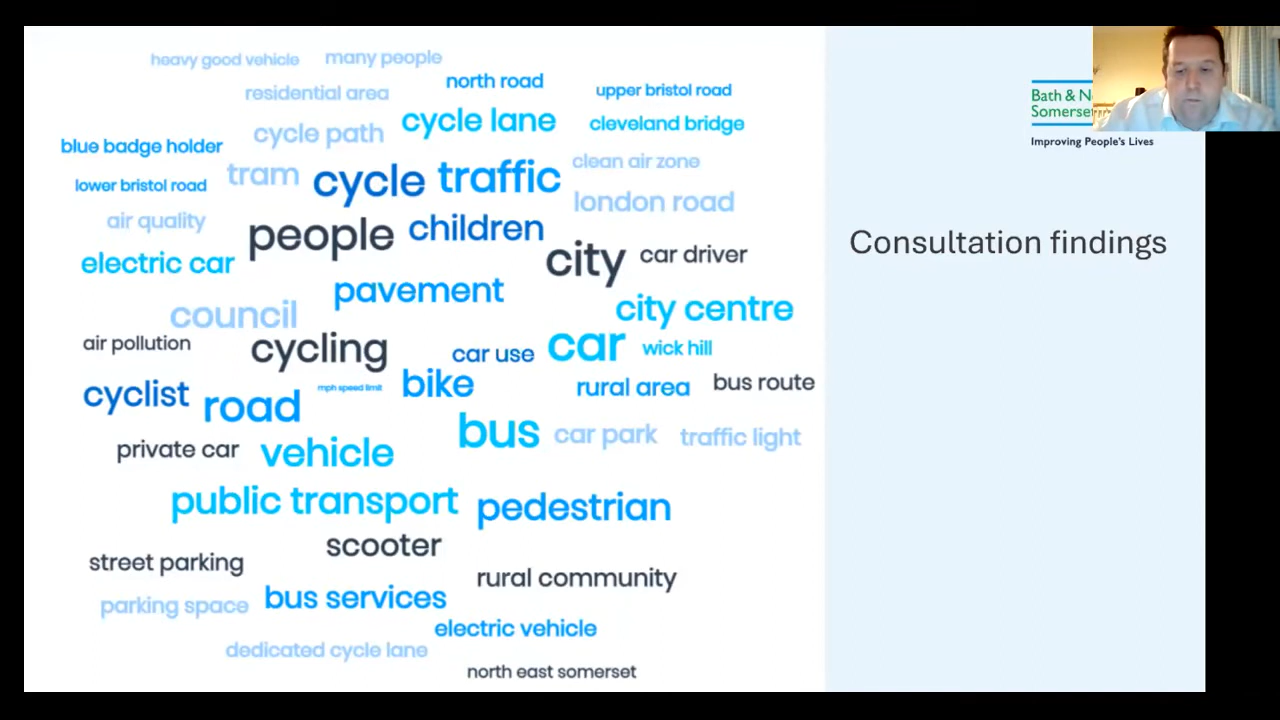 heavy good vehicle
many people
north road
residential area
upper bristol road
cycle path
cycle lane
cleveland bridge
blue badge holder
tram
cycle
traffic
clean air zone
lower bristol road
london road
air quality
people
children
city
car driver
electric car
pavement
council
city centre
air pollution
cycling
car use
car
wick hill
cyclist
road
mph speed limit
bike
rural area
bus route
private car
vehicle
bus
car park
traffic light
public transport
pedestrian
street parking
scooter
rural community
parking space
bus services
electric vehicle
dedicated cycle lane
north east somerset
Bath &
Improving People's Lives
Consultation findings